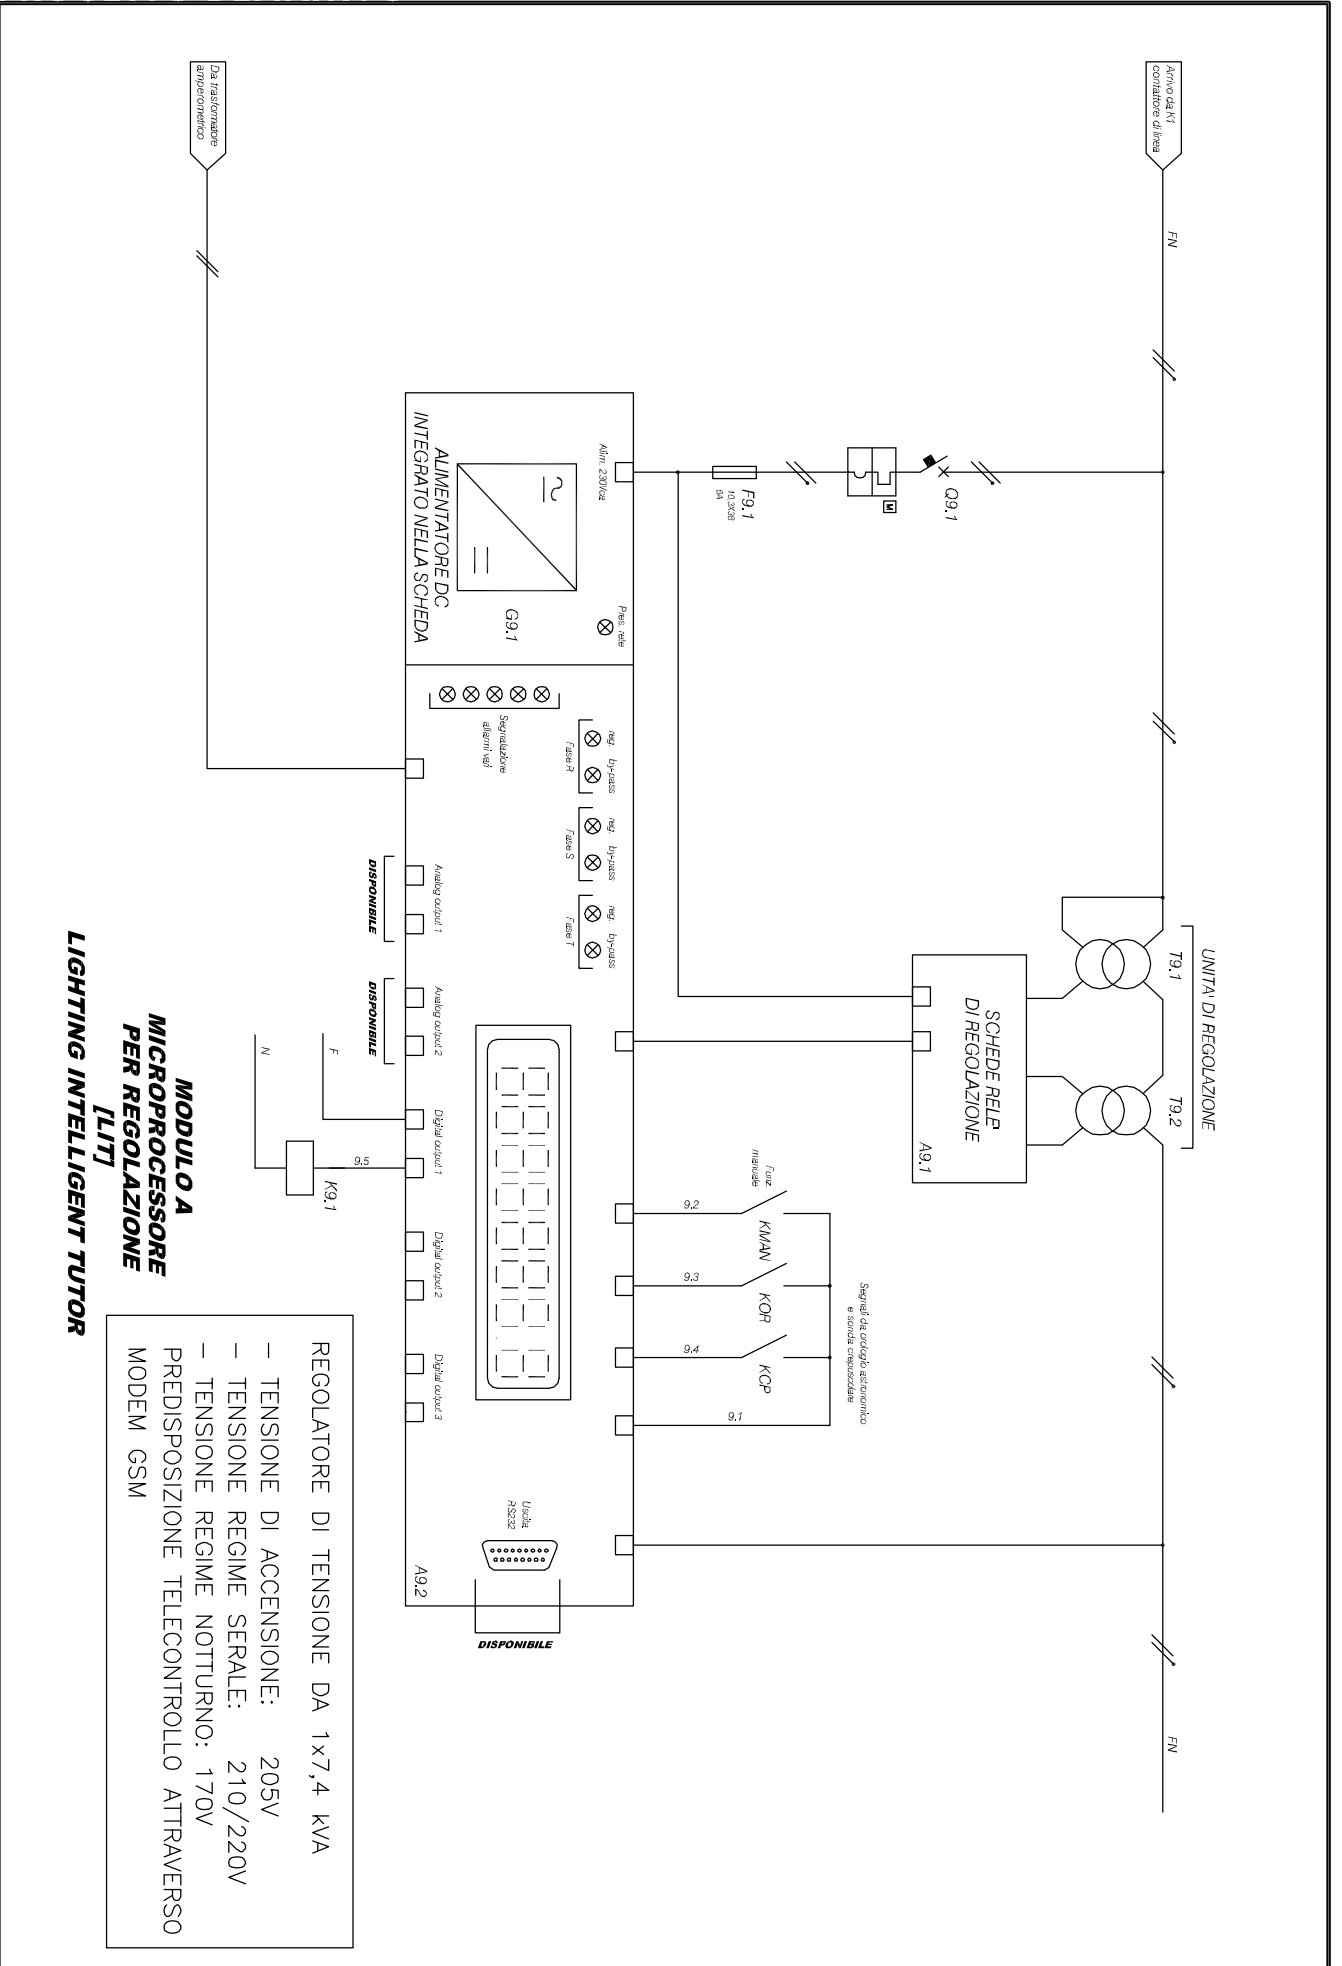 Arrivo da K1
contattore di linea
FN
UNITA' DI REGOLAZIONE
T9.1
T9.2
FN
Q9.1
M
F9.1
10,3X38
SCHEDE RELE'
DI REGOLAZIONE
A9.1
Segnali da orologio astronomico
e sonda crepuscolare
Funz.
manuale
KMAN
KOR
KCP
9.2
9.3
9.4
9.1
Alim. 230Vca
Pres. rete
G9.1
ALIMENTATORE DC
INTEGRATO NELLA SCHEDA
reg.
by-pass
Fase R
reg.
by-pass
Fase S
reg.
by-pass
Fase T
Segnalazione
allarmi vari
Uscita
RS232
A9.2
DISPONIBILE
Analog output 1
Analog output 2
Digital output 1
Digital output 2
Digital output 3
DISPONIBILE
DISPONIBILE
F
N
9.5
K9.1
Da trasformatore
amperometrico
MODULO A
MICROPROCESSORE
PER REGOLAZIONE
[LIT]
LIGHTING INTELLIGENT TUTOR
REGOLATORE DI TENSIONE DA 1x7,4 kVA
– TENSIONE DI ACCENSIONE: 205V
– TENSIONE REGIME SERALE: 210/220V
– TENSIONE REGIME NOTTURNO: 170V
PREDISPOSIZIONE TELECONTROLLO ATTRAVERSO
MODEM GSM